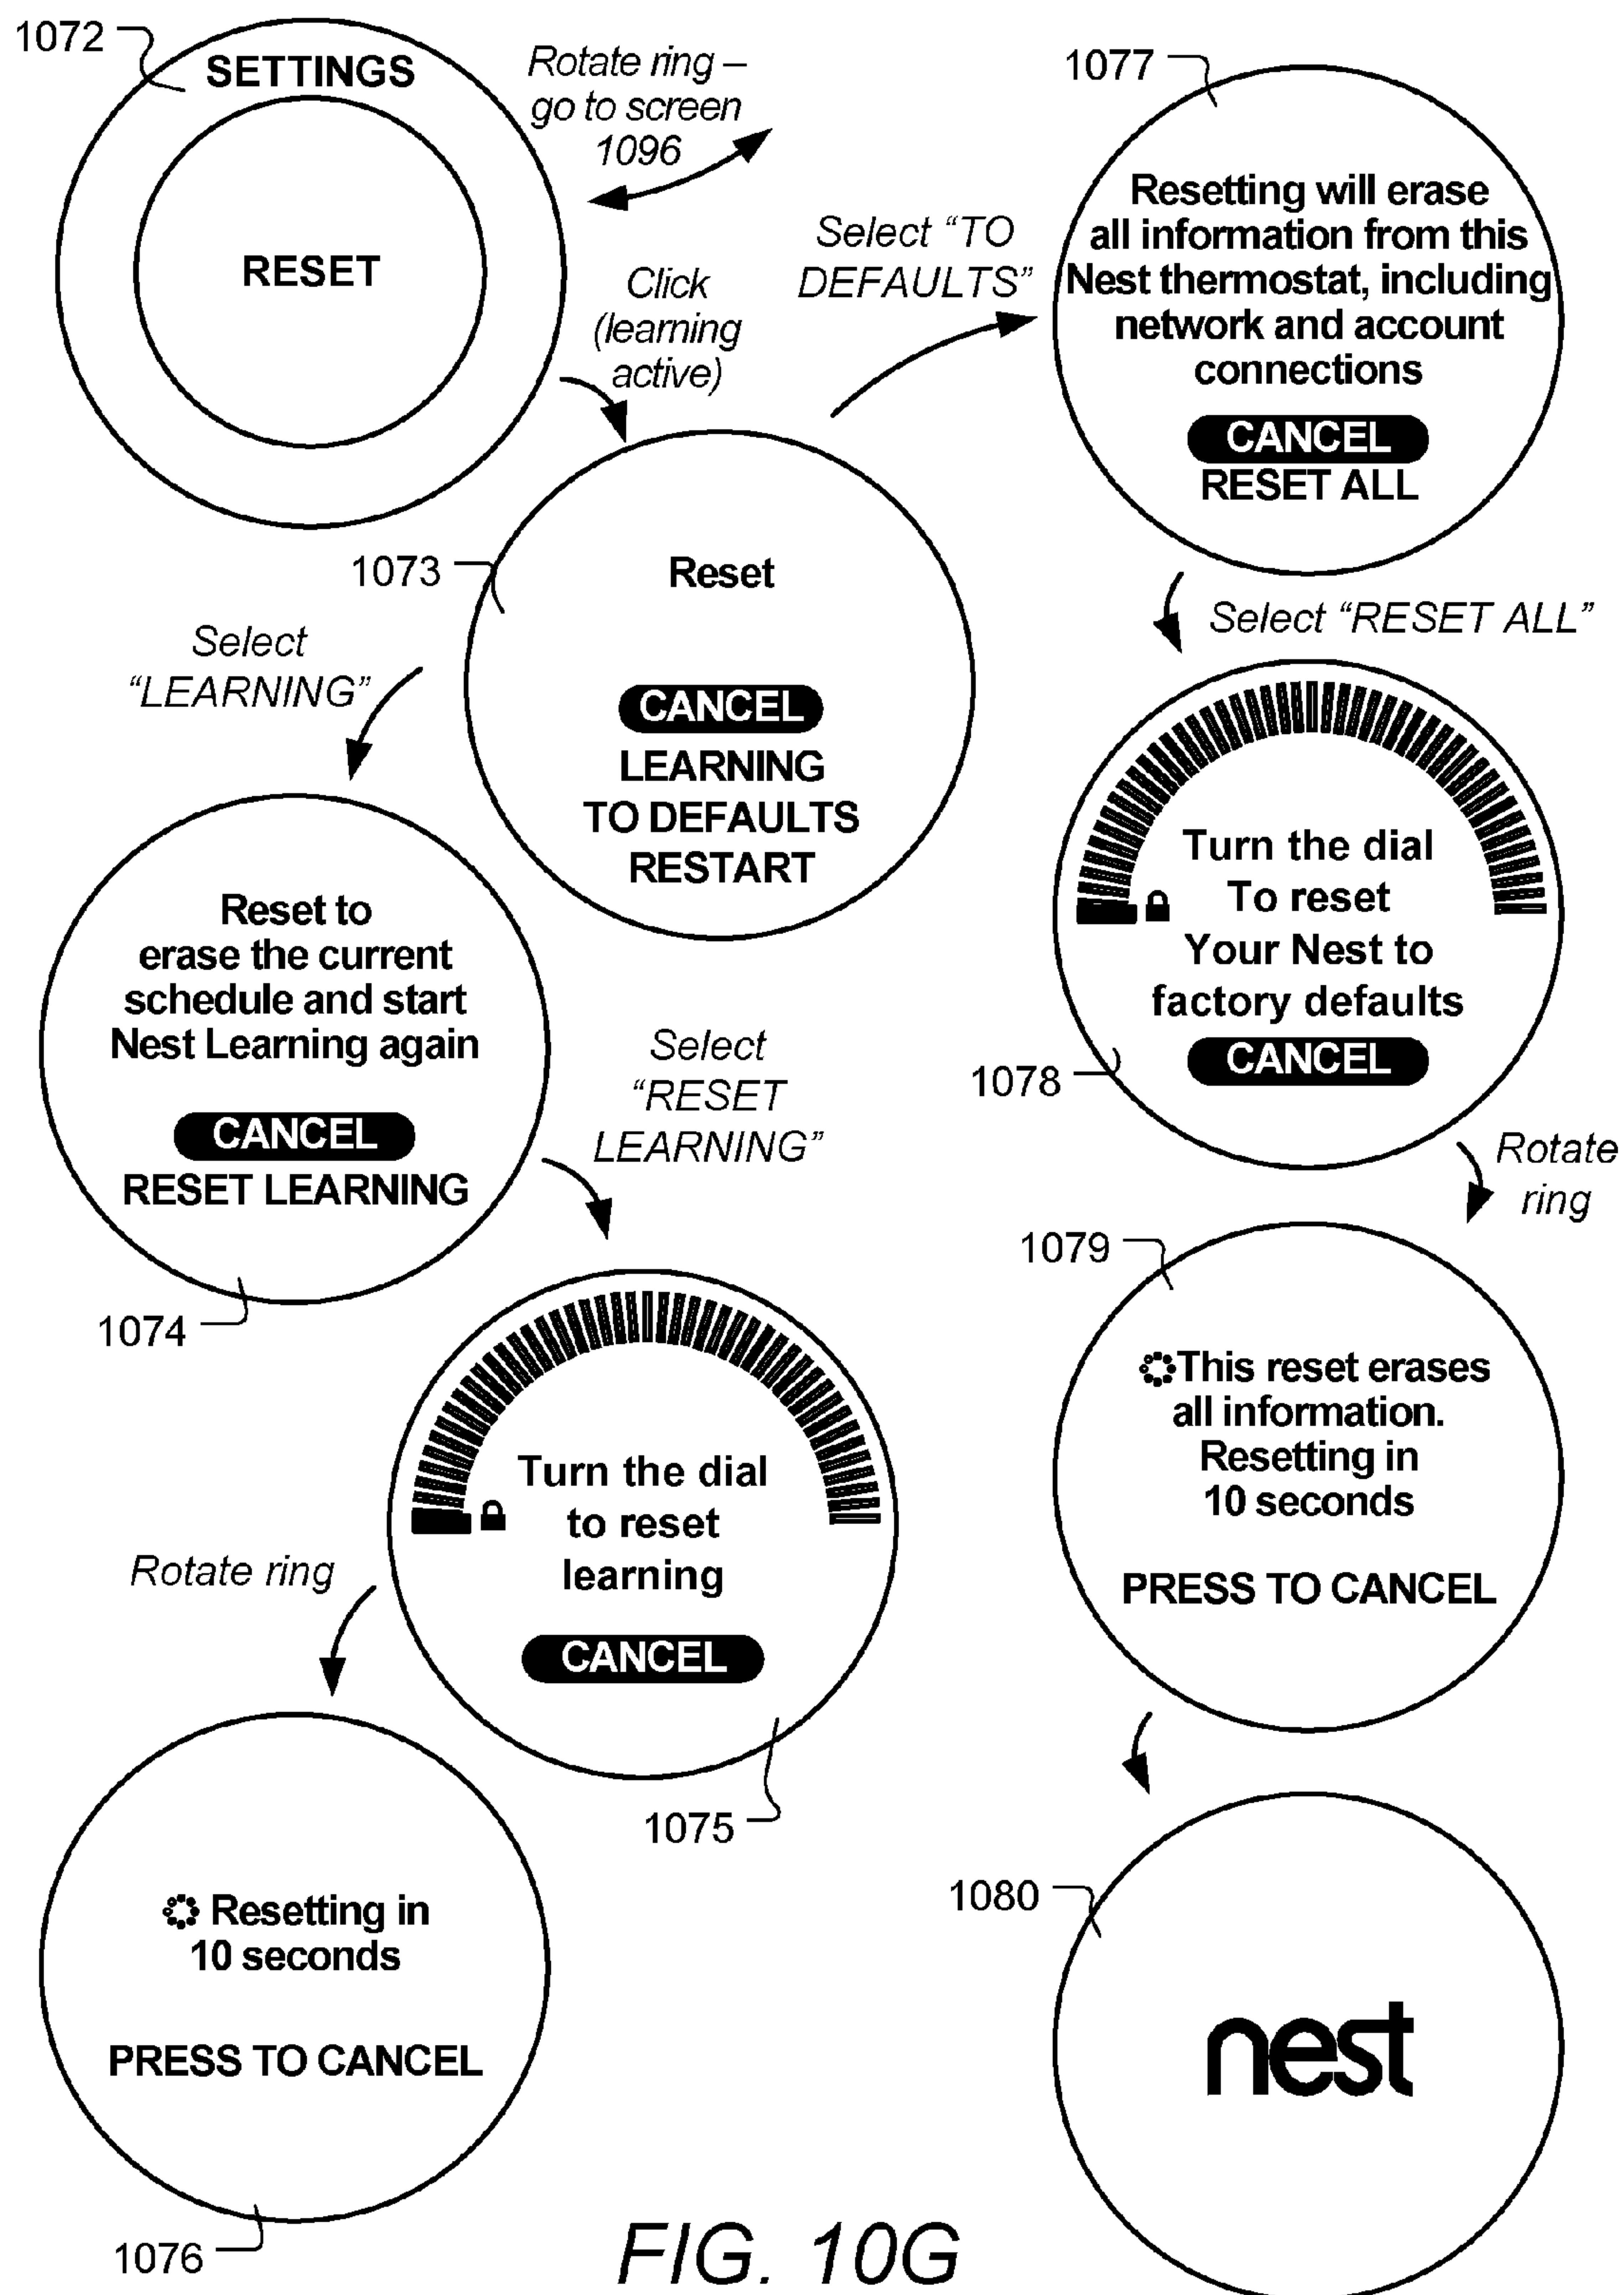 1072
SETTINGS
RESET
Rotate ring –
go to screen
1096
Click
(learning
active)
Select “TO
DEFAULTS”
1077
Resetting will erase
all information from this
Nest thermostat, including
network and account
connections
CANCEL
RESET ALL
1073
Reset
CANCEL
LEARNING
TO DEFAULTS
RESTART
Select
“LEARNING”
Select “RESET ALL”
Turn the dial
To reset
Your Nest to
factory defaults
CANCEL
1078
Reset to
erase the current
schedule and start
Nest Learning again
CANCEL
RESET LEARNING
1074
Select
“RESET
LEARNING”
Rotate
ring
1079
This reset erases
all information.
Resetting in
10 seconds
PRESS TO CANCEL
Turn the dial
to reset
learning
CANCEL
1075
Rotate ring
Resetting in
10 seconds
PRESS TO CANCEL
1076
1080
nest
FIG. 10G